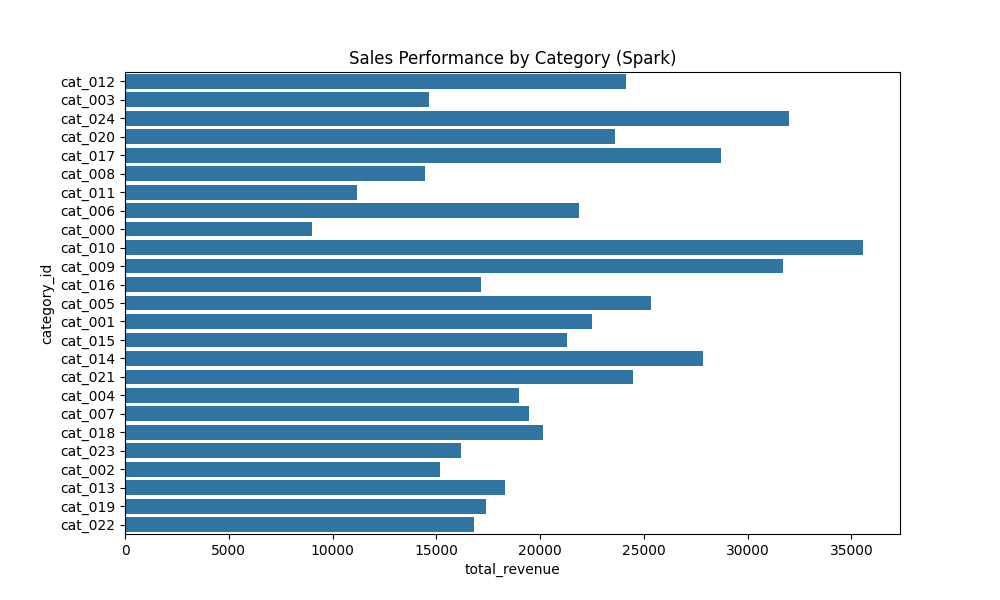 Sales Performance by Category (Spark)
category_id
cat_012
cat_003
cat_024
cat_020
cat_017
cat_008
cat_011
cat_006
cat_000
cat_010
cat_009
cat_016
cat_005
cat_001
cat_015
cat_014
cat_021
cat_004
cat_007
cat_018
cat_023
cat_002
cat_013
cat_019
cat_022
0 5000 10000 15000 20000 25000 30000 35000
total_revenue